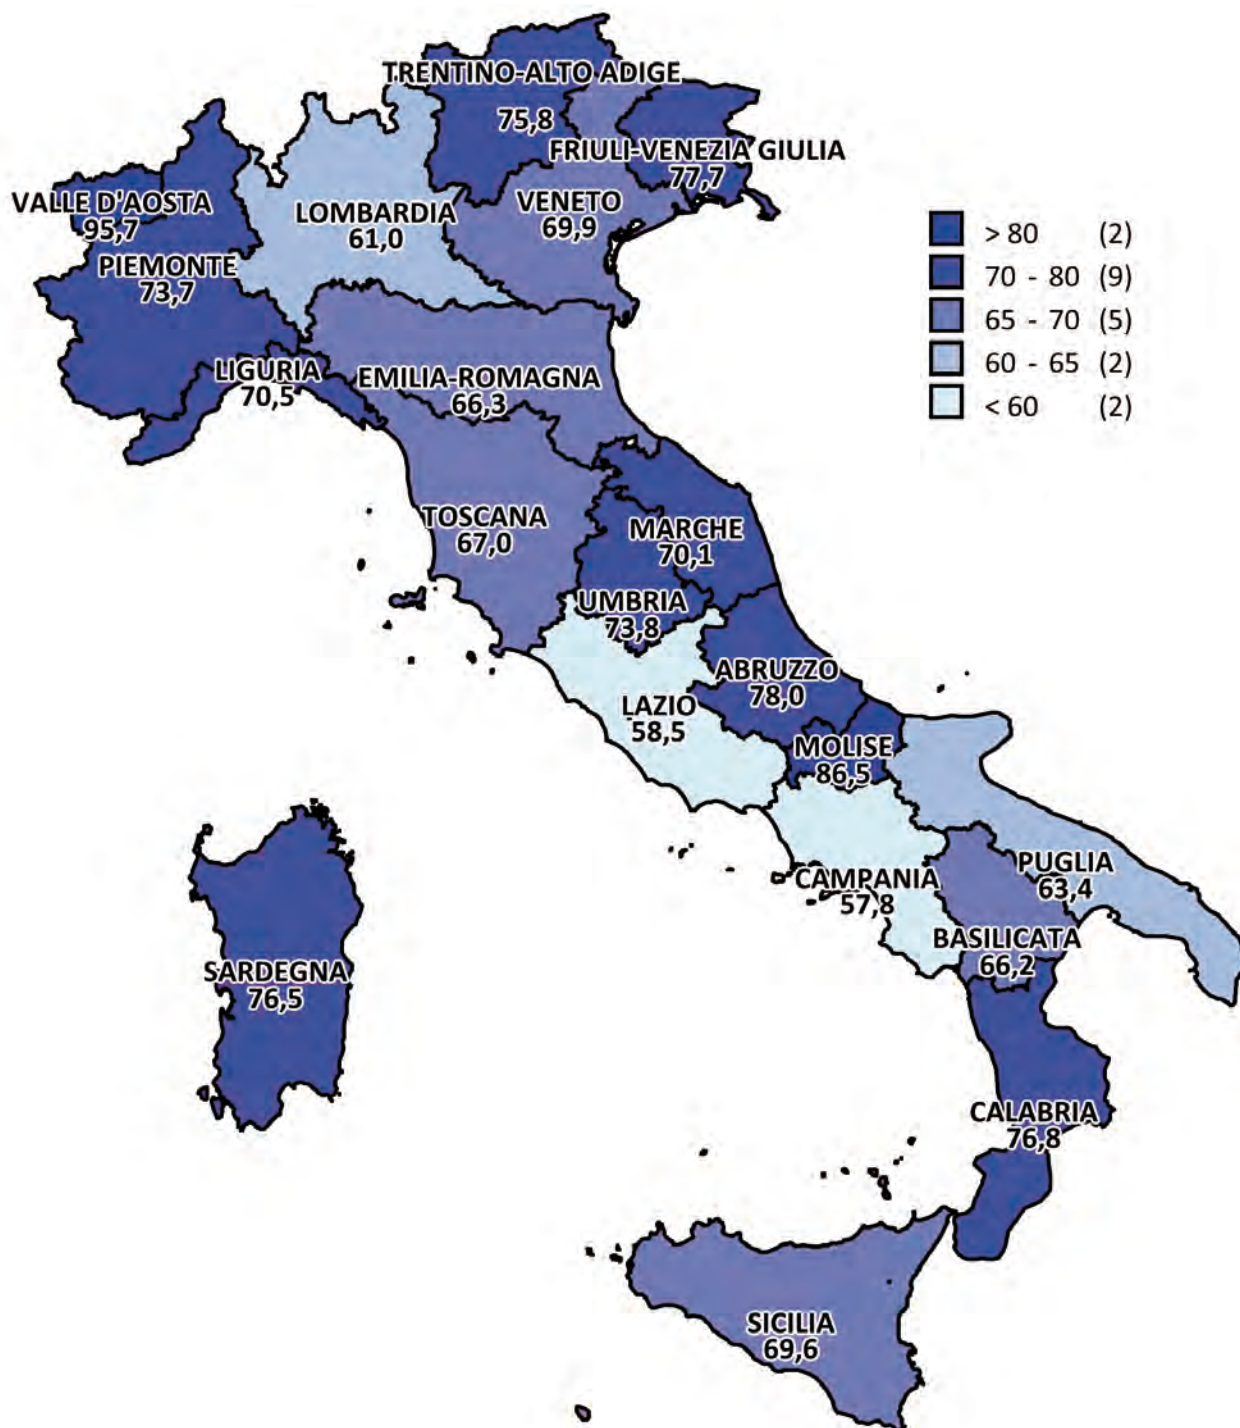 TRENTINO-ALTO ADIGE
75,8
FRIULI-VENEZIA GIULIA
77,7
VALLE D'AOSTA
95,7
LOMBARDIA
61,0
VENETO
69,9
PIEMONTE
73,7
> 80 (2)
70 - 80 (9)
65 - 70 (5)
60 - 65 (2)
< 60 (2)
LIGURIA
70,5
EMILIA-ROMAGNA
66,3
TOSCANA
67,0
MARCHE
70,1
UMBRIA
73,8
ABRUZZO
78,0
LAZIO
58,5
MOLISE
86,5
CAMPANIA
57,8
PUGLIA
63,4
BASILICATA
66,2
SARDEGNA
76,5
CALABRIA
76,8
SICILIA
69,6